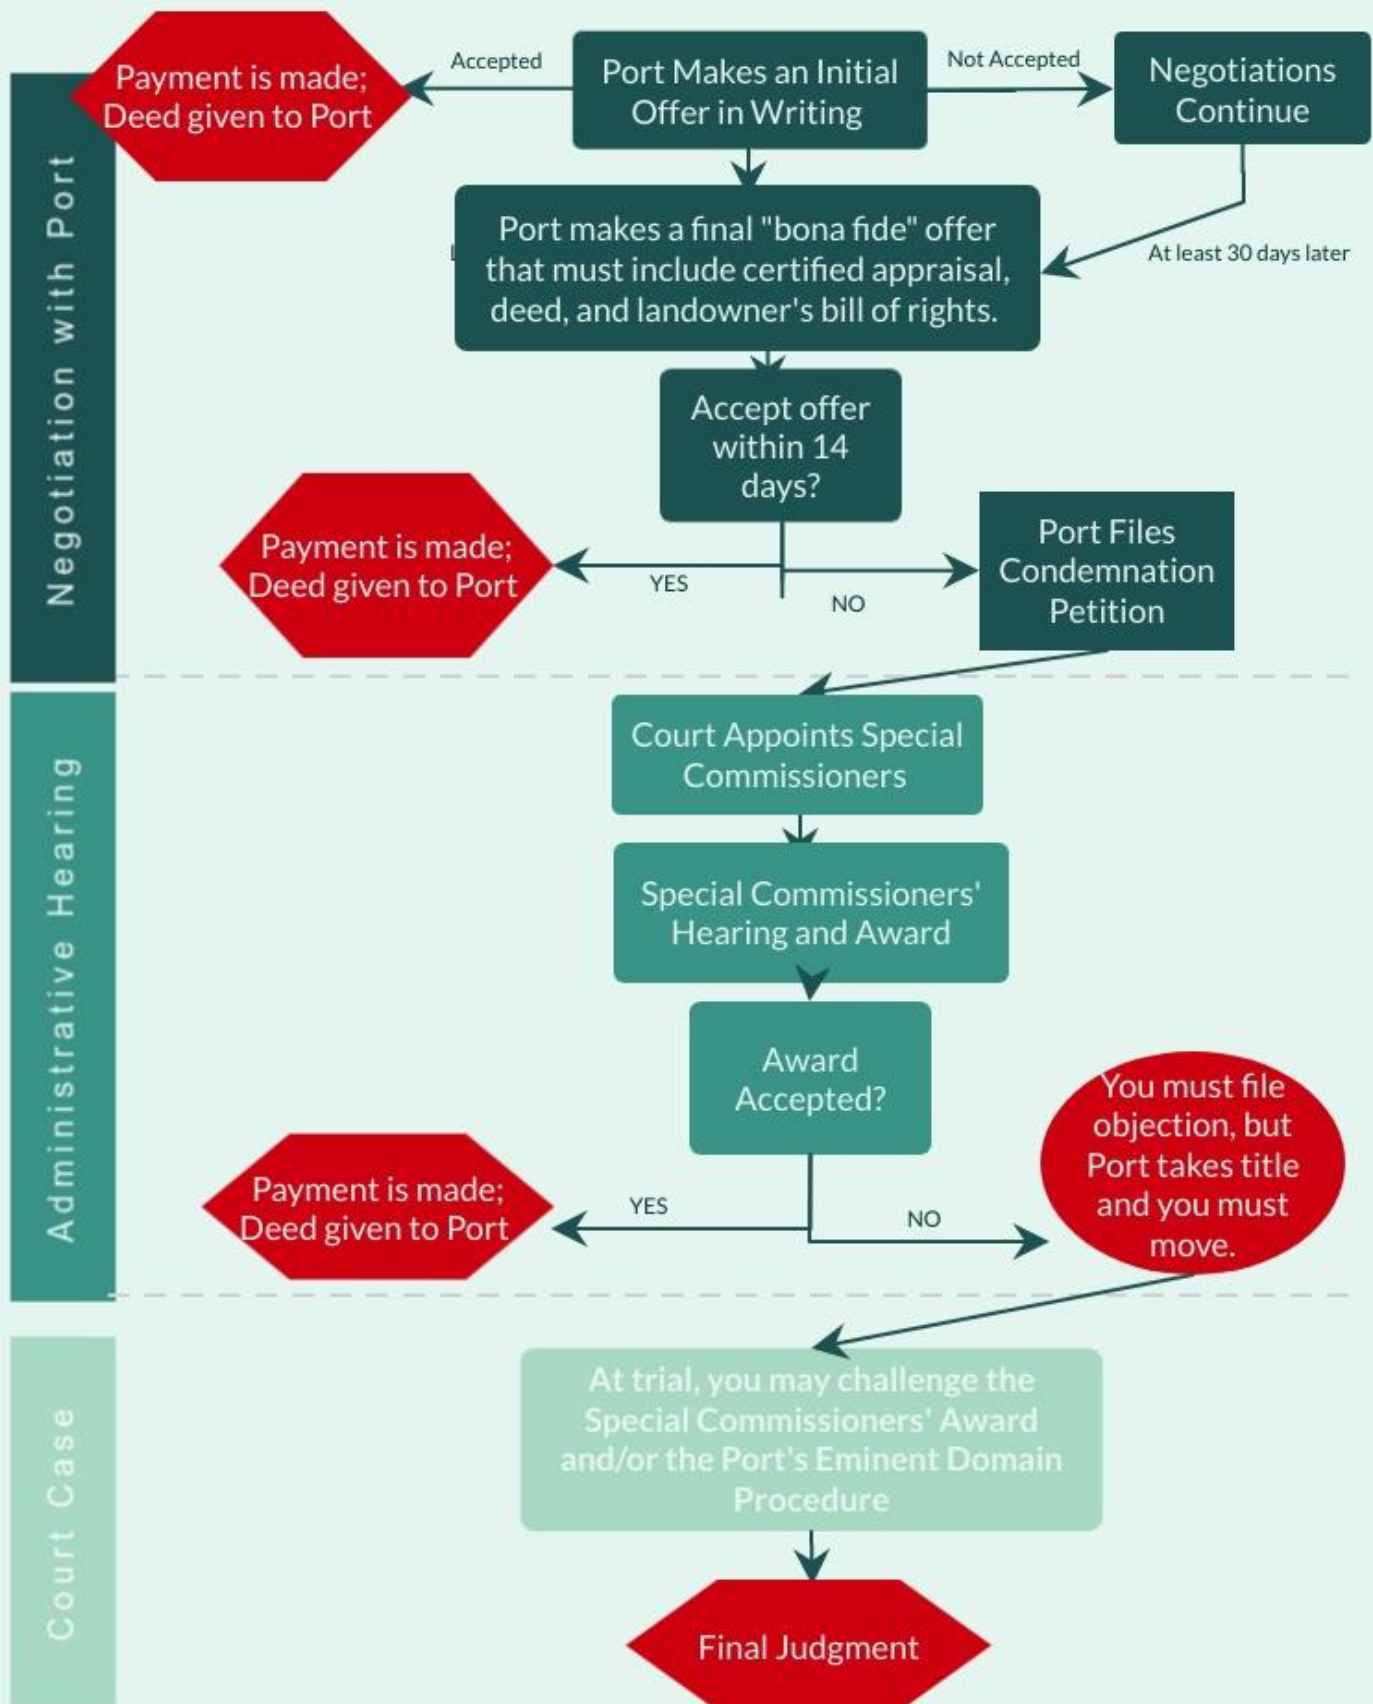 Negotiation with Port
Payment is made;
Deed given to Port
Accepted
Port Makes an Initial
Offer in Writing
Not Accepted
Negotiations
Continue
Port makes a final "bona fide" offer
that must include certified appraisal,
deed, and landowner's bill of rights.
At least 30 days later
Accept offer
within 14
days?
Payment is made;
Deed given to Port
YES
NO
Port Files
Condemnation
Petition
Administrative Hearing
Court Appoints Special
Commissioners
Special Commissioners'
Hearing and Award
Award
Accepted?
Payment is made;
Deed given to Port
YES
NO
You must file
objection, but
Port takes title
and you must
move.
Court Case
At trial, you may challenge the
Special Commissioners' Award
and/or the Port's Eminent Domain
Procedure
Final Judgment